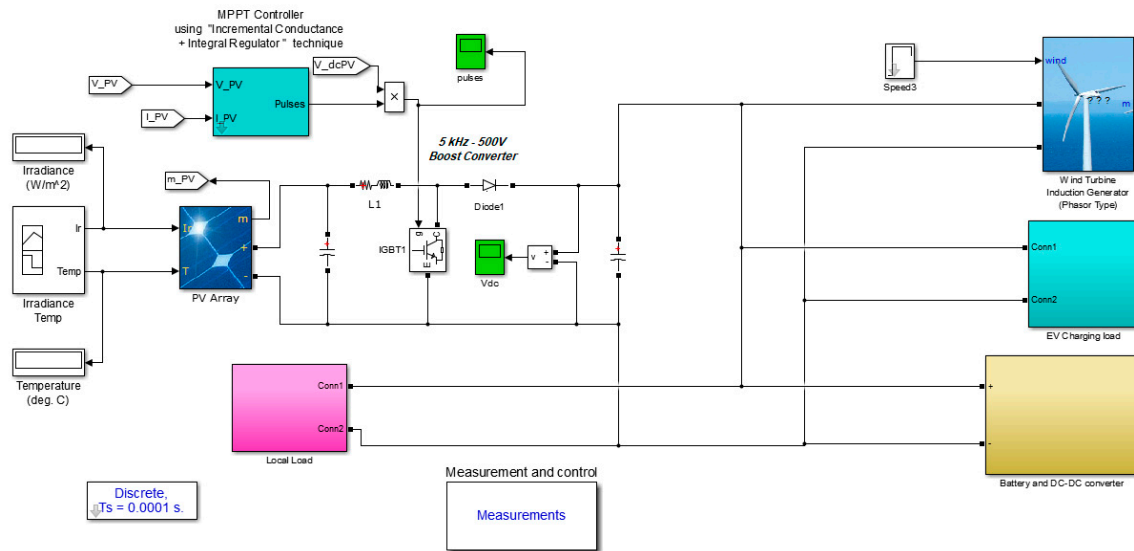 MPPT Controller
using "Incremental Conductance
+ Integral Regulator" technique
V_dcPV
pulses
V_PV
V_PV
Pulses
I_PV
I_PV
×
Speed3
wind
? ? ?
m
Wind Turbine
Induction Generator
(Phasor Type)
5 kHz - 500V
Boost Converter
Irradiance
(W/m^2)
m_PV
L1
Diode1
Ir
Temp
Irradiance
Temp
Ir
T
m
+
-
PV Array
g
C
E
IGBT1
+
v
-
Vdc
+
+
Conn1
Conn2
EV Charging load
Temperature
(deg. C)
Conn1
Conn2
Local Load
+
-
Battery and DC-DC converter
Discrete,
Ts = 0.0001 s.
Measurement and control
Measurements